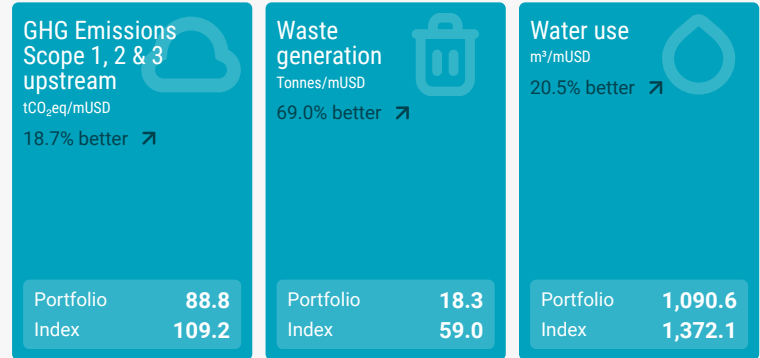 GHG Emissions
Scope 1, 2 & 3
upstream
tCO₂eq/mUSD
18.7% better
Portfolio 88.8
Index 109.2
Waste
generation
Tonnes/mUSD
69.0% better
Portfolio 18.3
Index 59.0
Water use
m³/mUSD
20.5% better
Portfolio 1,090.6
Index 1,372.1